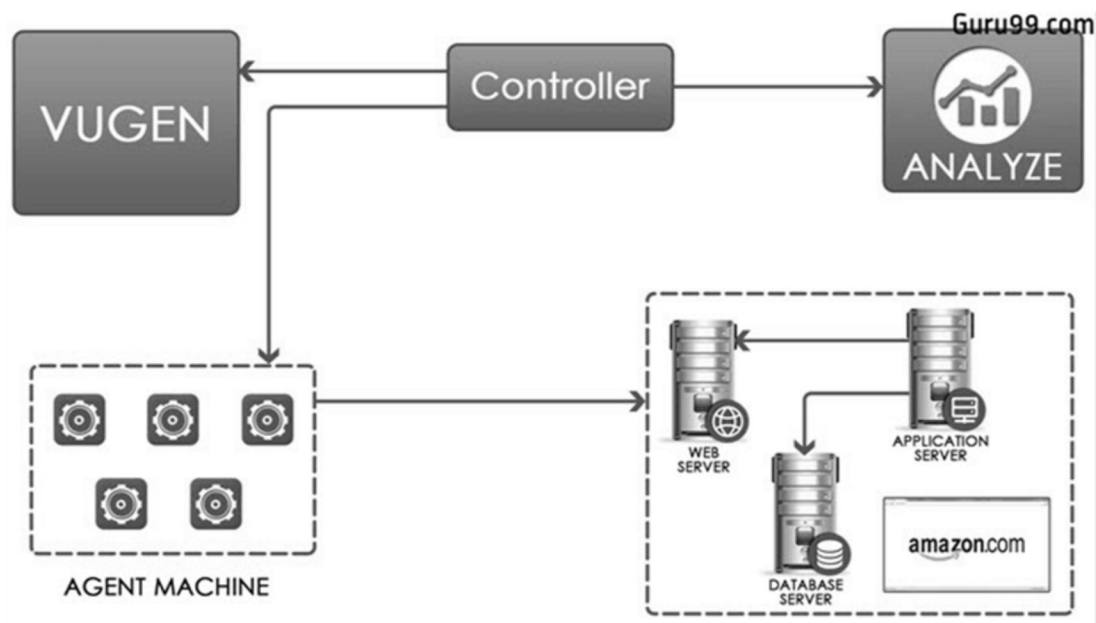 Guru99.com
VUGEN
Controller
ANALYZE
WEB
SERVER
APPLICATION
SERVER
DATABASE
SERVER
amazon.com
AGENT MACHINE